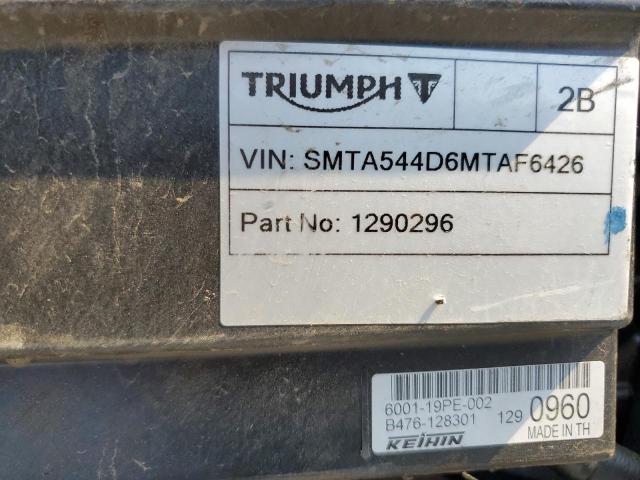 TRIUMPH T
2B
VIN: SMTA544D6MTAF6426
Part No: 1290296
6001-19PE-002
B476-128301 129 0960
KEIHIN MADE IN TH